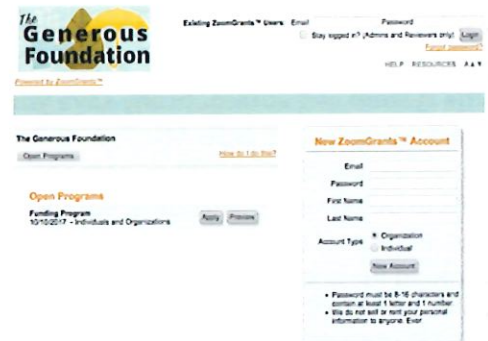 The
Generous
Foundation
Existing ZoomGrants™ Users Email Password
Stay logged in? (Admins and Reviewers only) Login
Forgot password?
HELP RESOURCES A A
Powered by ZoomGrants™
The Generous Foundation
Open Programs How do I do this?
Open Programs
Funding Program
10/10/2017 - Individuals and Organizations Apply Preview
New ZoomGrants™ Account
Email
Password
First Name
Last Name
Account Type Organization
Individual
New Account
• Password must be 8-16 characters and
contain at least 1 letter and 1 number
• We do not sell or rent your personal
information to anyone. Ever